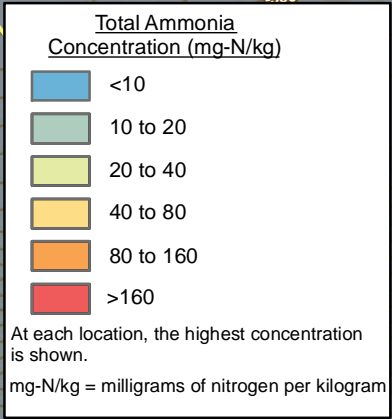 Total Ammonia
Concentration (mg-N/kg)
<10
10 to 20
20 to 40
40 to 80
80 to 160
>160
At each location, the highest concentration
is shown.
mg-N/kg = milligrams of nitrogen per kilogram